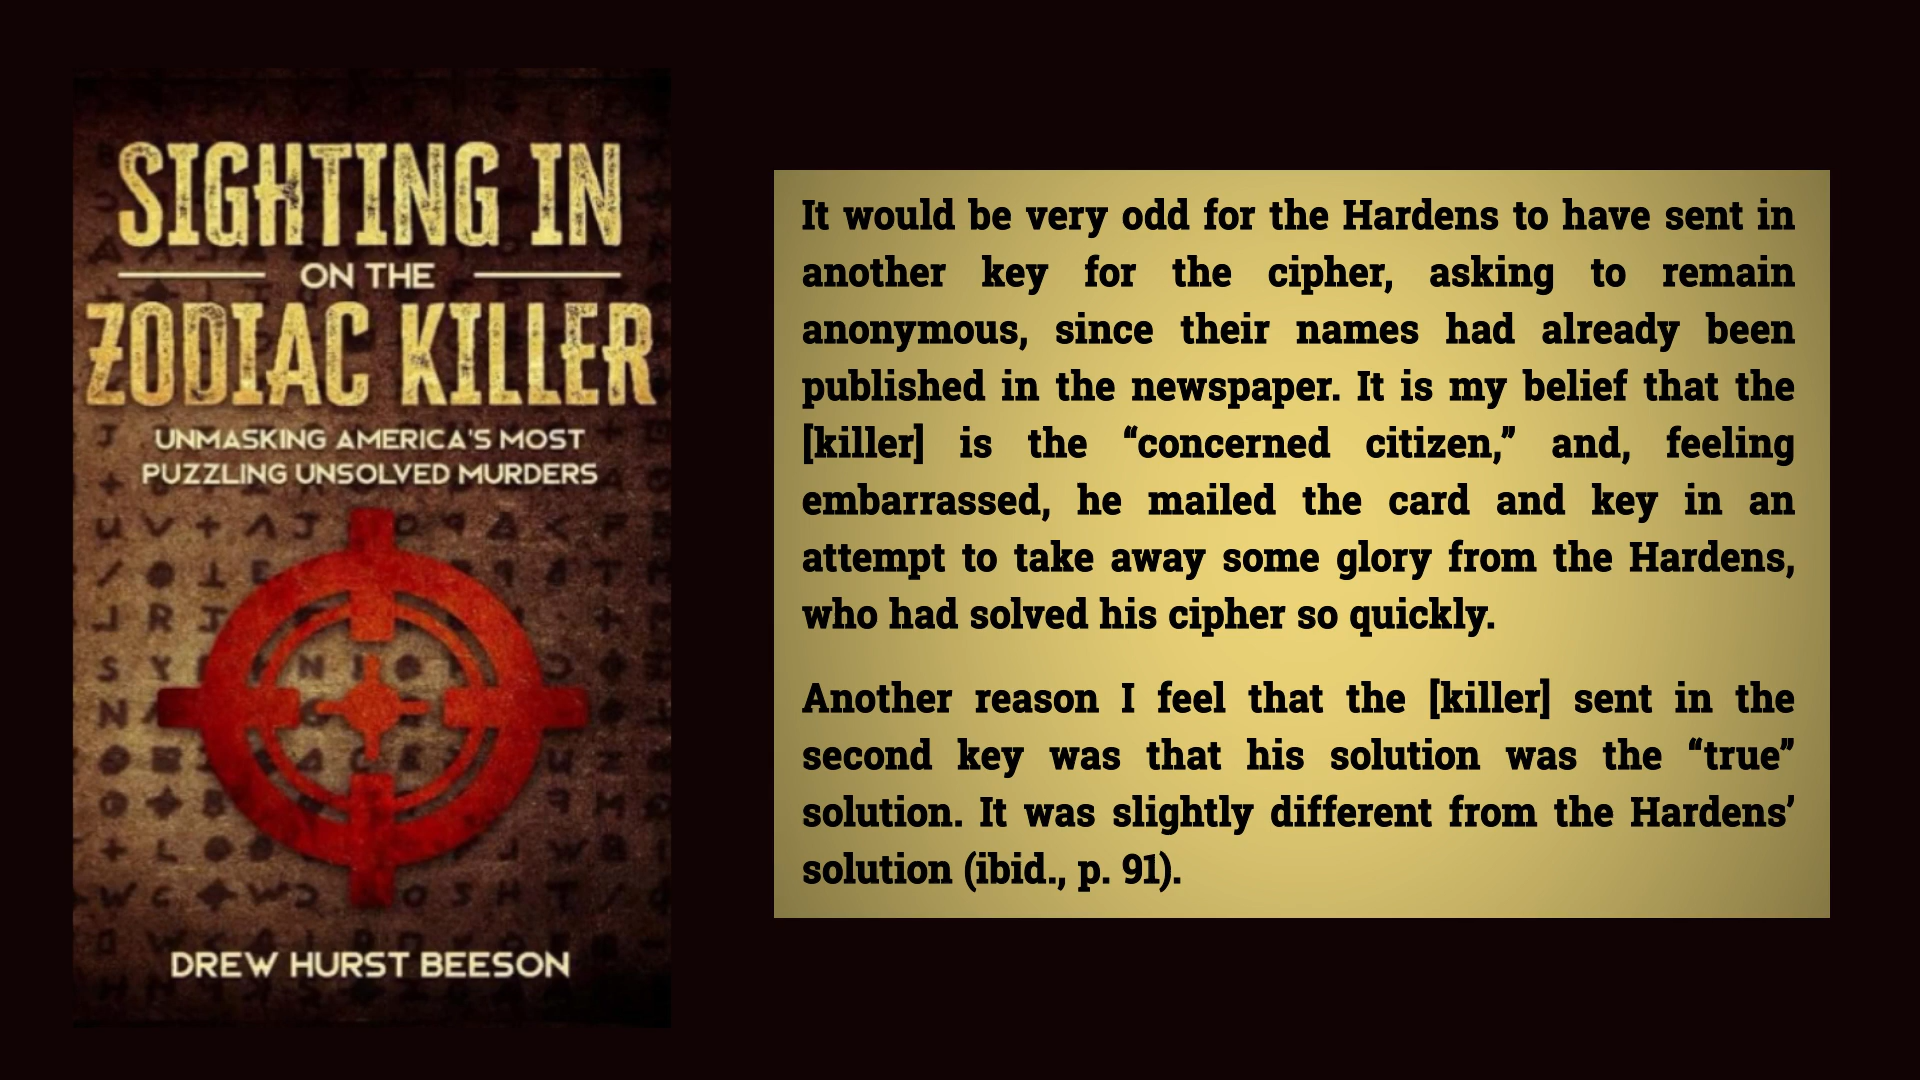 SIGHTING IN
ON THE
ZODIAC KILLER
UNMASKING AMERICA'S MOST
PUZZLING UNSOLVED MURDERS
DREW HURST BEESON
It would be very odd for the Hardens to have sent in
another key for the cipher, asking to remain
anonymous, since their names had already been
published in the newspaper. It is my belief that the
[killer] is the “concerned citizen,” and, feeling
embarrassed, he mailed the card and key in an
attempt to take away some glory from the Hardens,
who had solved his cipher so quickly.
Another reason I feel that the [killer] sent in the
second key was that his solution was the “true”
solution. It was slightly different from the Hardens’
solution (ibid., p. 91).